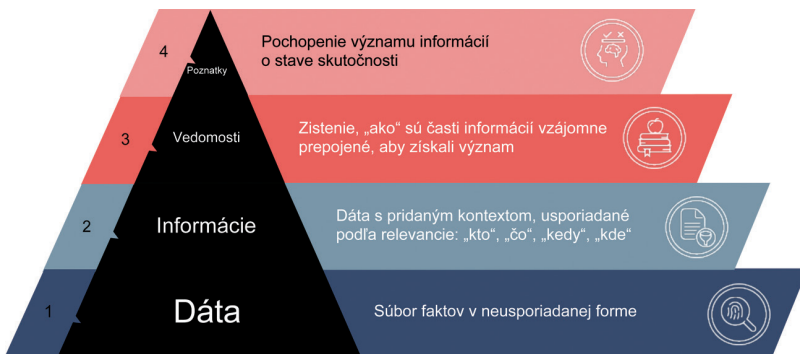 4
Poznatky
Pochopenie významu informácií
o stave skutočnosti
3
Vedomosti
Zistenie, „ako“ sú časti informácií vzájomne
prepojené, aby získali význam
2
Informácie
Dáta s pridaným kontextom, usporiadané
podľa relevancie: „kto“, „čo“, „kedy“, „kde“
1
Dáta
Súbor faktov v neusporiadanej forme